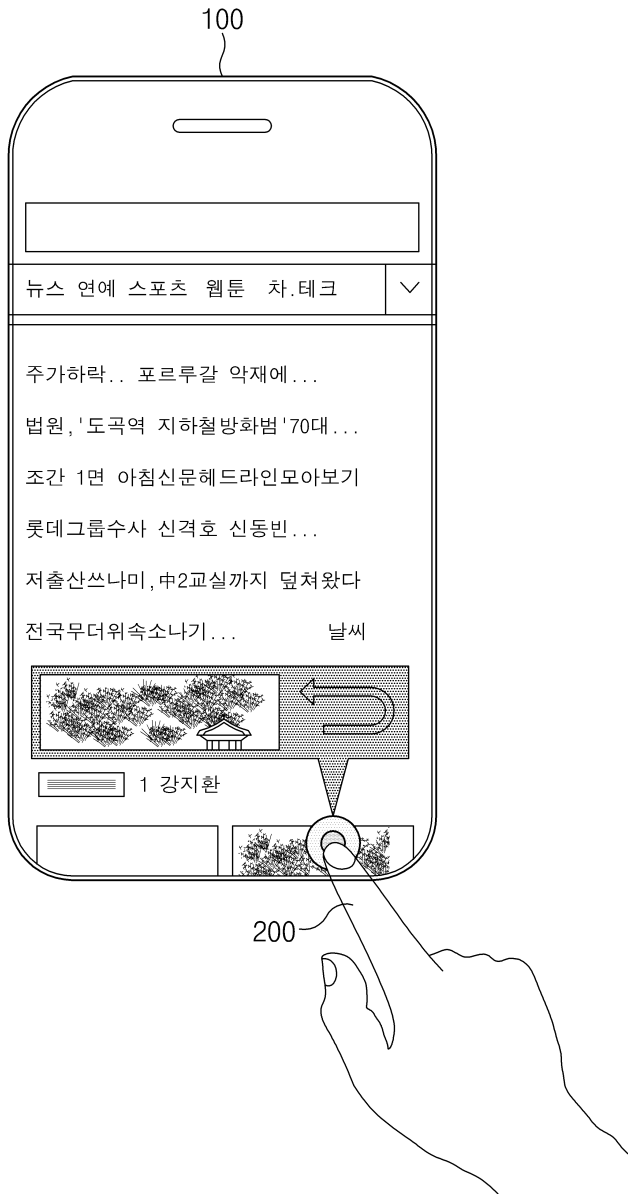 100
뉴스 연예 스포츠 웹툰 차.테크
주가하락.. 포르루갈 악재에...
법원,'도곡역 지하철방화범'70대...
조간 1면 아침신문헤드라인모아보기
롯데그룹수사 신격호 신동빈...
저출산쓰나미,中2교실까지 덮쳐왔다
전국무더위속소나기... 날씨
1 강지환
200